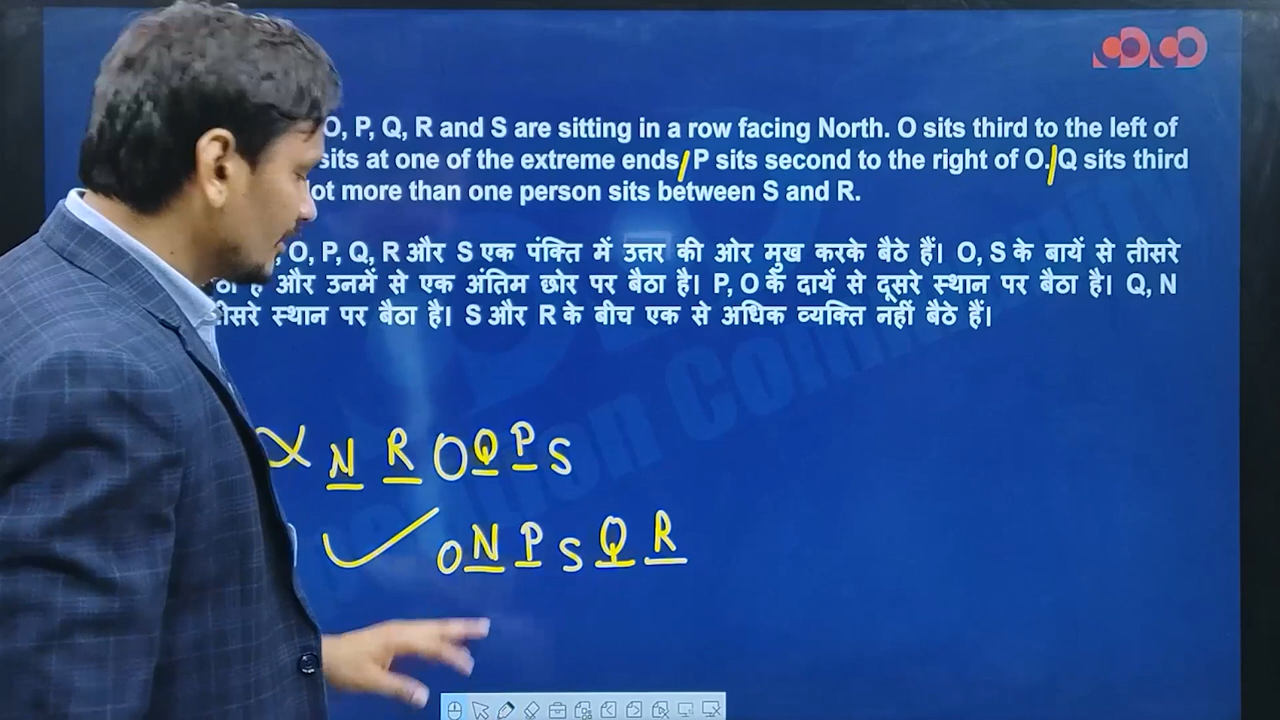 O, P, Q, R and S are sitting in a row facing North. O sits third to the left of
sits at one of the extreme ends/P sits second to the right of O./Q sits third
more than one person sits between S and R.
, O, P, Q, R और S एक पंक्ति में उत्तर की ओर मुख करके बैठे हैं। O, S के बायें से तीसरे
और उनमें से एक अंतिम छोर पर बैठा है। P, O के दायें से दूसरे स्थान पर बैठा है। Q, N
स्थान पर बैठा है। S और R के बीच एक से अधिक व्यक्ति नहीं बैठे हैं।
N R O Q P S
O N P S Q R